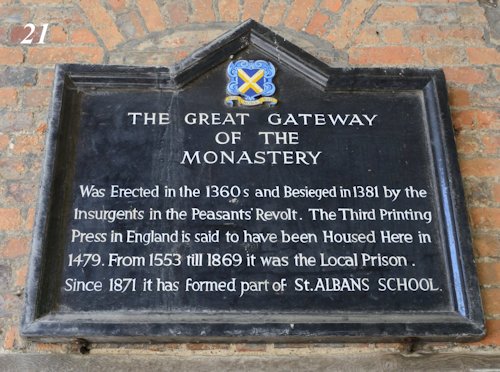 21
THE GREAT GATEWAY
OF THE
MONASTERY
Was Erected in the 1360s and Besieged in 1381 by the
Insurgents in the Peasants' Revolt. The Third Printing
Press in England is said to have been Housed Here in
1479. From 1553 till 1869 it was the Local Prison.
Since 1871 it has formed part of St. ALBANS SCHOOL.